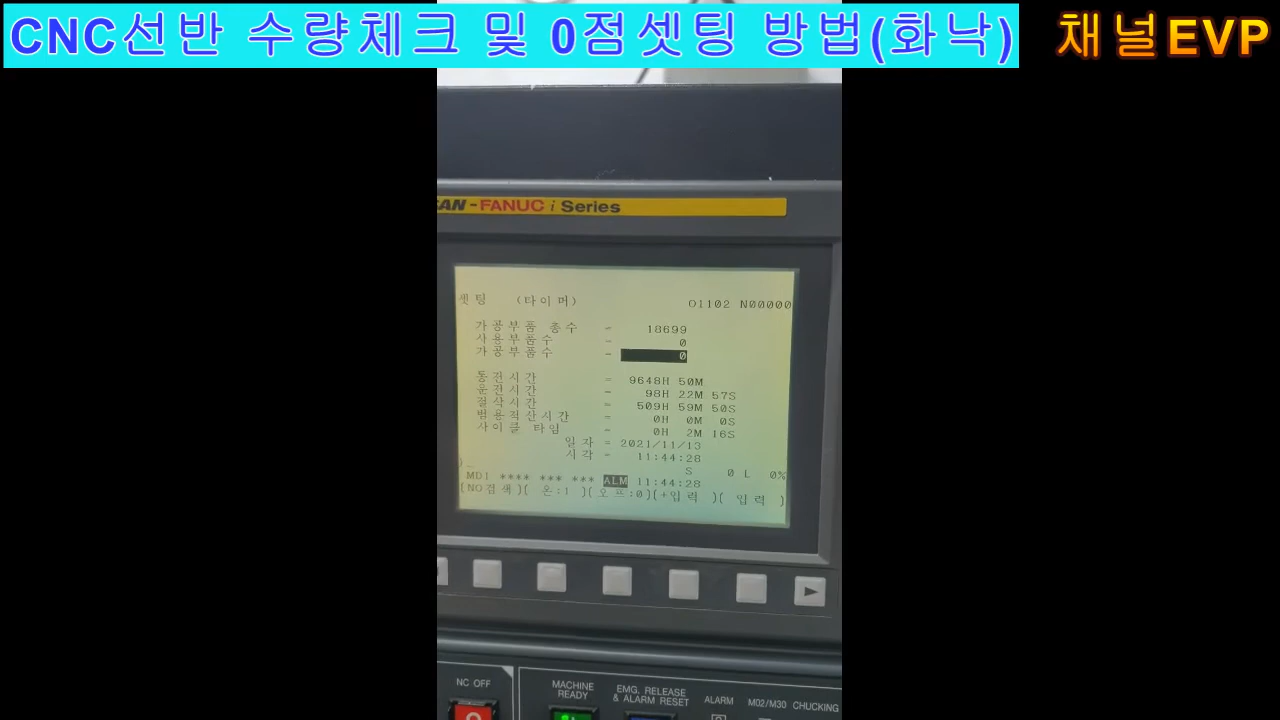 CNC선반 수량체크 및 0점셋팅 방법(화낙)
채널EVP
AN-FANUC i Series
셋팅 (타이머) O1102 N00000
가공부품 총수 = 18699
사용부품수 = 0
가공부품수 = 0
동전시간 = 9648H 50M
운전시간 = 98H 22M 57S
절삭시간 = 509H 59M 50S
범용적산시간 = 0H 0M 0S
사이클 타임 = 0H 2M 16S
일자 = 2021/11/13
시각 = 11:44:28
)_
S 0 L 0%
MDI **** *** *** ALM 11:44:28
(NO검색)( 온:1 )(오프:0)(+입력 )( 입력 )
NC OFF
MACHINE READY
EMG. RELEASE & ALARM RESET
ALARM
M02/M30
CHUCKING